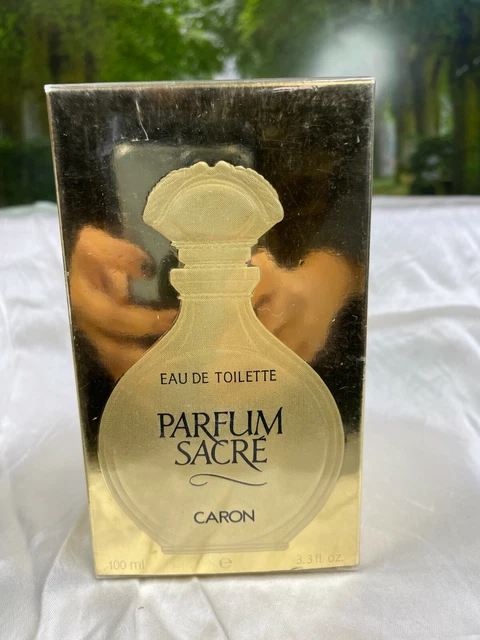 EAU DE TOILETTE
PARFUM
SACRÉ
CARON
100 ml ℮ 3.3 fl. oz.